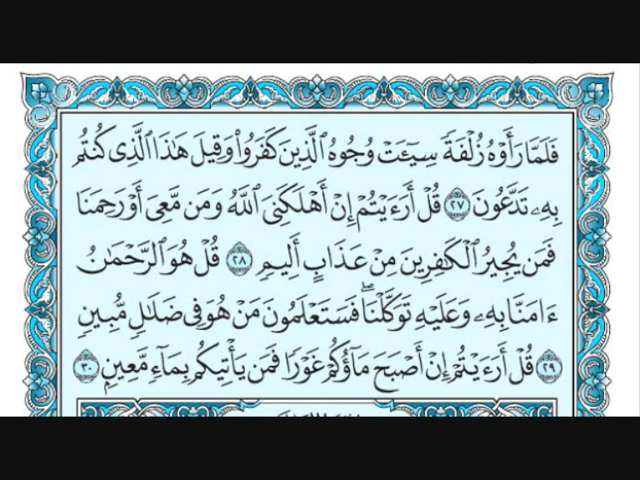 فَلَمَّا رَأَوْهُ زُلْفَةً سِيٓـَٔتْ وُجُوهُ ٱلَّذِينَ كَفَرُوا۟ وَقِيلَ هَـٰذَا ٱلَّذِى كُنتُم
بِهِۦ تَدَّعُونَ ٢٧ قُلْ أَرَءَيْتُمْ إِنْ أَهْلَكَنِىَ ٱللَّهُ وَمَن مَّعِىَ أَوْ رَحِمَنَا
فَمَن يُجِيرُ ٱلْكَـٰفِرِينَ مِنْ عَذَابٍ أَلِيمٍ ٢٨ قُلْ هُوَ ٱلرَّحْمَـٰنُ
ءَامَنَّا بِهِۦ وَعَلَيْهِ تَوَكَّلْنَا ۖ فَسَتَعْلَمُونَ مَنْ هُوَ فِى ضَلَـٰلٍ مُّبِينٍ
٢٩ قُلْ أَرَءَيْتُمْ إِنْ أَصْبَحَ مَآؤُكُمْ غَوْرًا فَمَن يَأْتِيكُم بِمَآءٍ مَّعِينٍ ٣٠